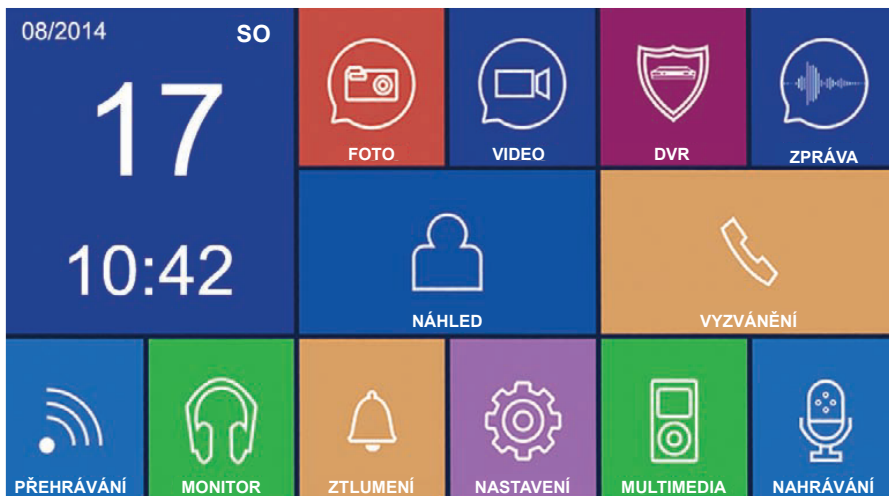 08/2014 SO
17
10:42
FOTO
VIDEO
DVR
ZPRÁVA
NÁHLED
VYZVÁNĚNÍ
PŘEHRÁVÁNÍ
MONITOR
ZTLUMENÍ
NASTAVENÍ
MULTIMEDIA
NAHRÁVÁNÍ